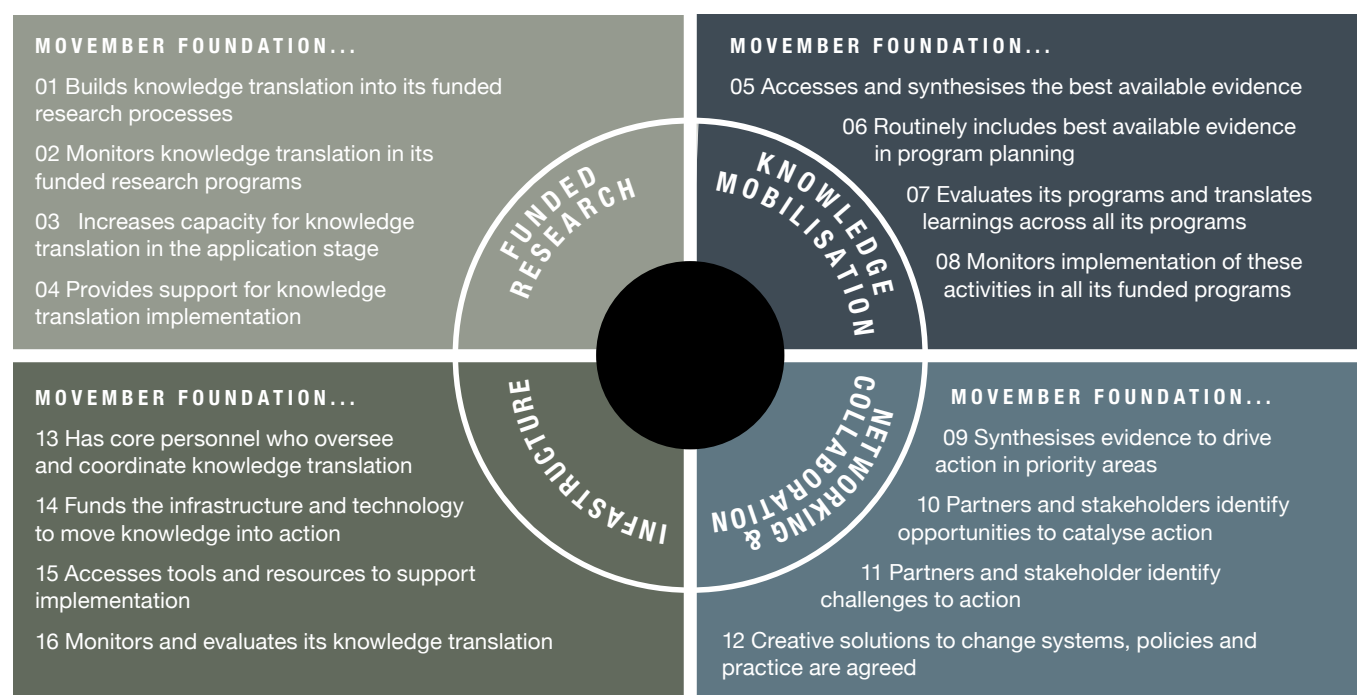 MOVEMBER FOUNDATION...
01 Builds knowledge translation into its funded
research processes
02 Monitors knowledge translation in its
funded research programs
03 Increases capacity for knowledge
translation in the application stage
04 Provides support for knowledge
translation implementation
FUNDED
RESEARCH
MOVEMBER FOUNDATION...
05 Accesses and synthesises the best available evidence
06 Routinely includes best available evidence
in program planning
07 Evaluates its programs and translates
learnings across all its programs
08 Monitors implementation of these
activities in all its funded programs
KNOWLEDGE
MOBILISATION
MOVEMBER FOUNDATION...
09 Synthesises evidence to drive
action in priority areas
10 Partners and stakeholders identify
opportunities to catalyse action
11 Partners and stakeholder identify
challenges to action
12 Creative solutions to change systems, policies and
practice are agreed
NETWORKING &
COLLABORATION
MOVEMBER FOUNDATION...
13 Has core personnel who oversee
and coordinate knowledge translation
14 Funds the infrastructure and technology
to move knowledge into action
15 Accesses tools and resources to support
implementation
16 Monitors and evaluates its knowledge translation
INFASTRUCTURE